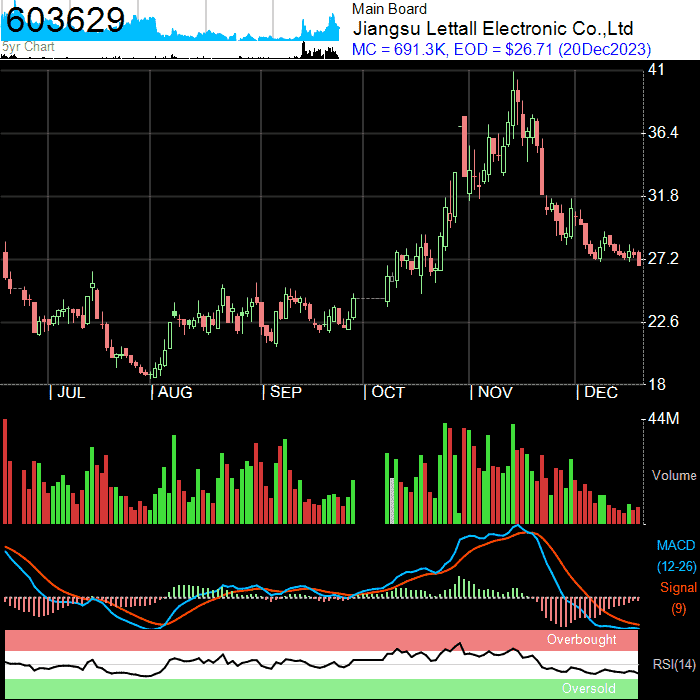 603629
5yr Chart
Main Board
Jiangsu Lettall Electronic Co.,Ltd
MC = 691.3K, EOD = $26.71 (20Dec2023)
41
36.4
31.8
27.2
22.6
18
| JUL | AUG | SEP | OCT | NOV | DEC
44M
Volume
MACD
(12-26)
Signal
(9)
Overbought
RSI(14)
Oversold